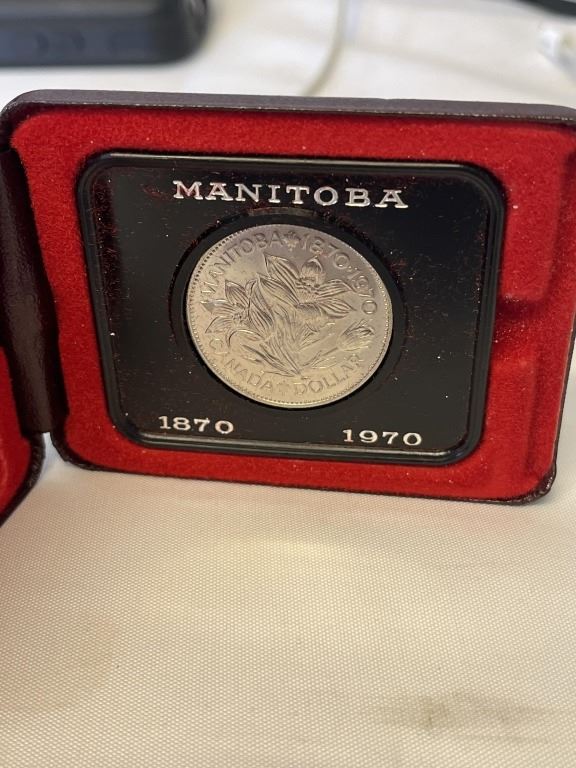 MANITOBA
MANITOBA 1870·1970
CANADA DOLLAR
1870 1970